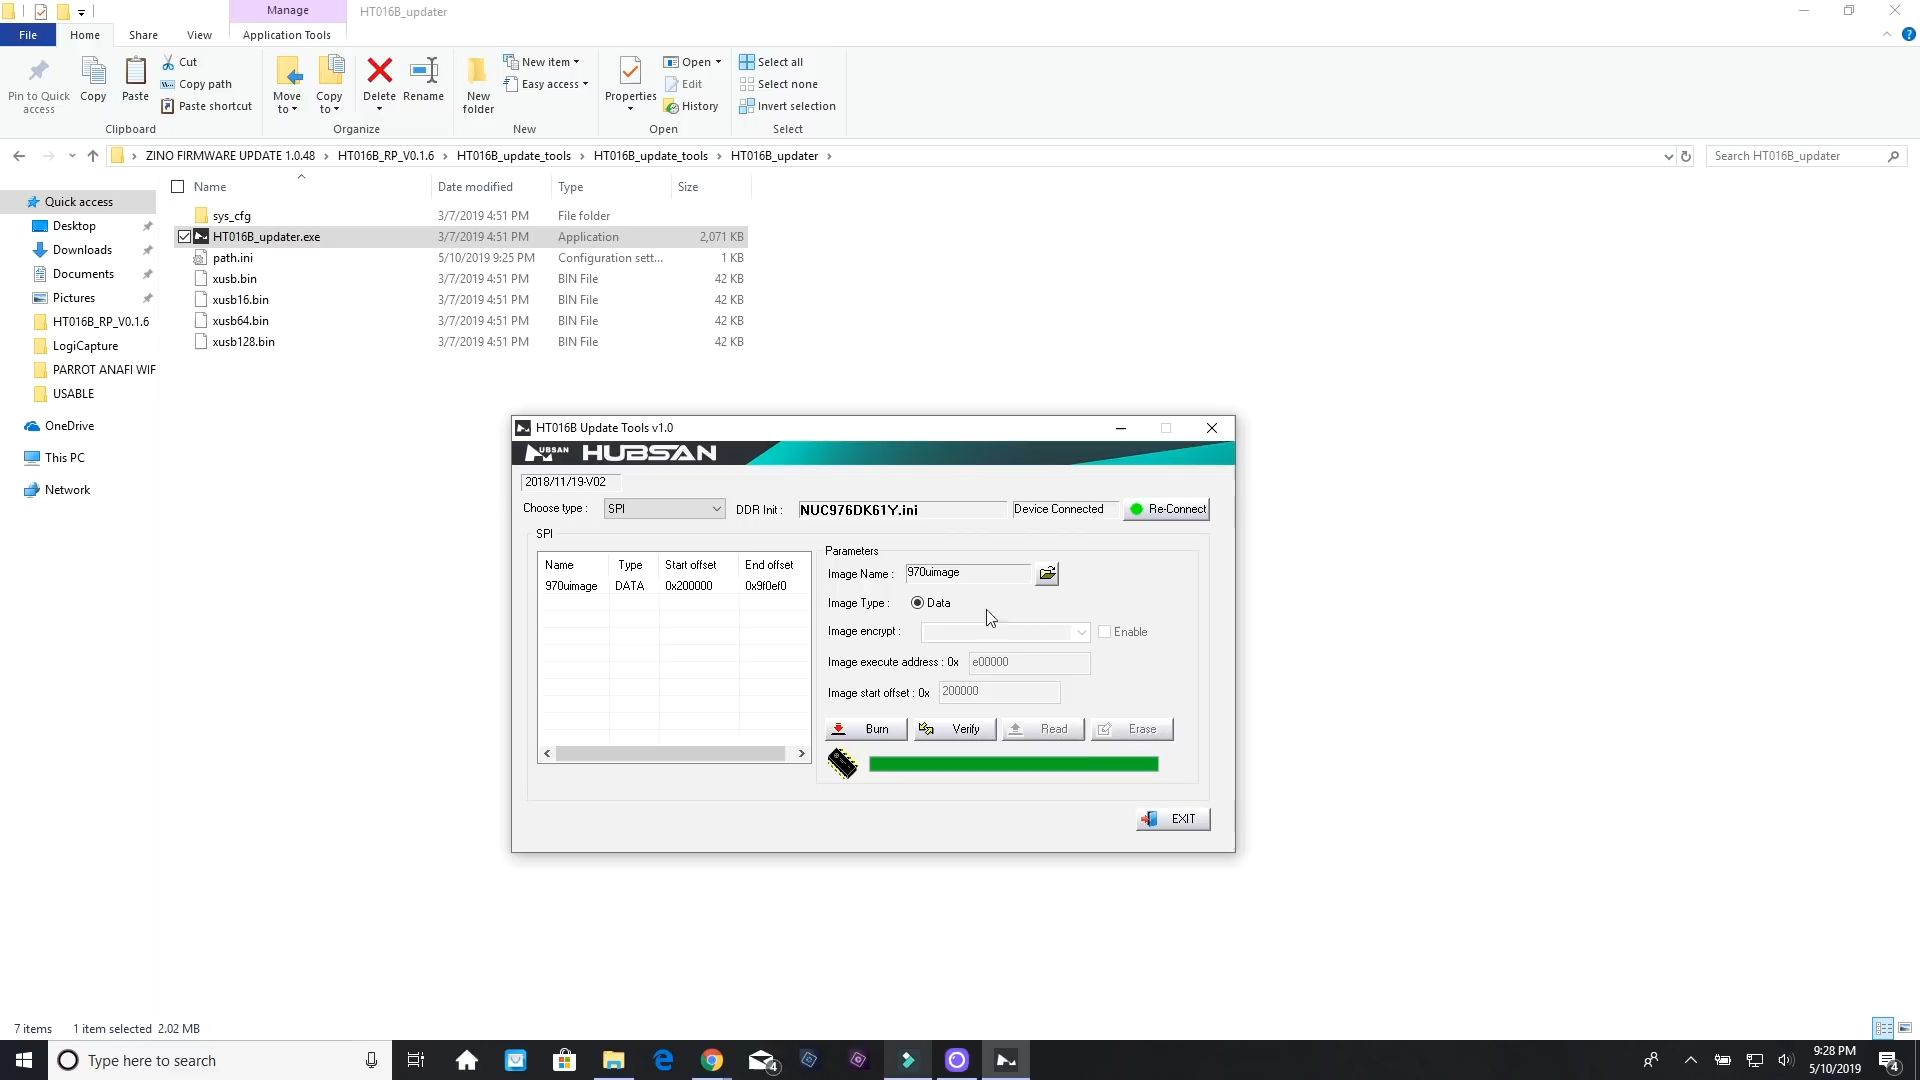 Manage HT016B_updater
File Home Share View Application Tools
Pin to Quick access
Copy
Paste
Cut
Copy path
Paste shortcut
Move to
Copy to
Delete
Rename
New folder
New item
Easy access
Properties
Open
Edit
History
Select all
Select none
Invert selection
Clipboard Organize New Open Select
ZINO FIRMWARE UPDATE 1.0.48 › HT016B_RP_V0.1.6 › HT016B_update_tools › HT016B_update_tools › HT016B_updater ›
Search HT016B_updater
Quick access
Desktop
Downloads
Documents
Pictures
HT016B_RP_V0.1.6
LogiCapture
PARROT ANAFI WIF
USABLE
OneDrive
This PC
Network
Name Date modified Type Size
sys_cfg 3/7/2019 4:51 PM File folder
HT016B_updater.exe 3/7/2019 4:51 PM Application 2,071 KB
path.ini 5/10/2019 9:25 PM Configuration sett... 1 KB
xusb.bin 3/7/2019 4:51 PM BIN File 42 KB
xusb16.bin 3/7/2019 4:51 PM BIN File 42 KB
xusb64.bin 3/7/2019 4:51 PM BIN File 42 KB
xusb128.bin 3/7/2019 4:51 PM BIN File 42 KB
HT016B Update Tools v1.0
UBSAN HUBSAN
2018/11/19-V02
Choose type : SPI DDR Init : NUC976DK61Y.ini Device Connected Re-Connect
SPI
Name Type Start offset End offset
970uimage DATA 0x200000 0x9f0ef0
Parameters
Image Name : 970uimage
Image Type : Data
Image encrypt : Enable
Image execute address : 0x e00000
Image start offset : 0x 200000
Burn Verify Read Erase
EXIT
7 items 1 item selected 2.02 MB
Type here to search
4
9:28 PM
5/10/2019
4